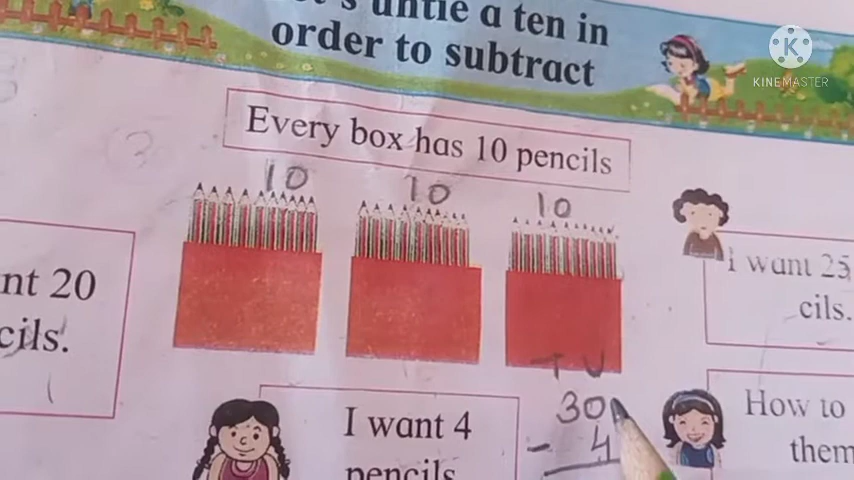 untie a ten in
order to subtract
KINEMASTER
Every box has 10 pencils
10 10 10
nt 20
cils.
I want 25
cils.
T U
30
- 4
I want 4
pencils
How to
them